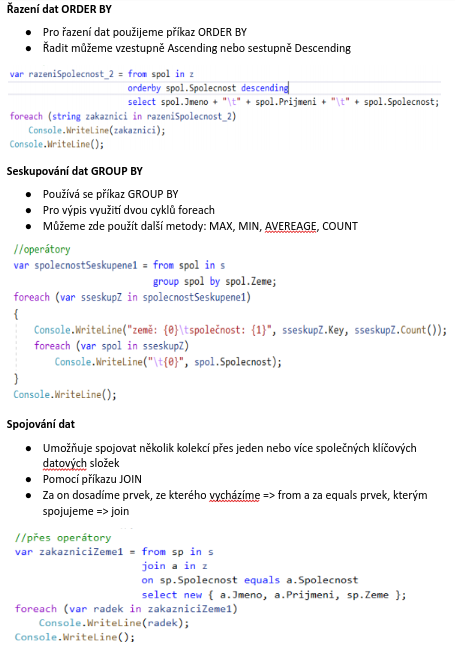 Řazení dat ORDER BY
● Pro řazení dat použijeme příkaz ORDER BY
● Řadit můžeme vzestupně Ascending nebo sestupně Descending
var razeniSpolecnost_2 = from spol in z
orderby spol.Spolecnost descending
select spol.Jmeno + "\t" + spol.Prijmeni + "\t" + spol.Spolecnost;
foreach (string zakaznici in razeniSpolecnost_2)
Console.WriteLine(zakaznici);
Console.WriteLine();
Seskupování dat GROUP BY
● Používá se příkaz GROUP BY
● Pro výpis využití dvou cyklů foreach
● Můžeme zde použít další metody: MAX, MIN, AVEREAGE, COUNT
//operátory
var spolecnostSeskupene1 = from spol in s
group spol by spol.Zeme;
foreach (var sseskupZ in spolecnostSeskupene1)
{
Console.WriteLine("země: {0}\tspolečnost: {1}", sseskupZ.Key, sseskupZ.Count());
foreach (var spol in sseskupZ)
Console.WriteLine("\t{0}", spol.Spolecnost);
}
Console.WriteLine();
Spojování dat
● Umožňuje spojovat několik kolekcí přes jeden nebo více společných klíčových
datových složek
● Pomocí příkazu JOIN
● Za on dosadíme prvek, ze kterého vycházíme => from a za equals prvek, kterým
spojujeme => join
//přes operátory
var zakazniciZeme1 = from sp in s
join a in z
on sp.Spolecnost equals a.Spolecnost
select new { a.Jmeno, a.Prijmeni, sp.Zeme };
foreach (var radek in zakazniciZeme1)
Console.WriteLine(radek);
Console.WriteLine();